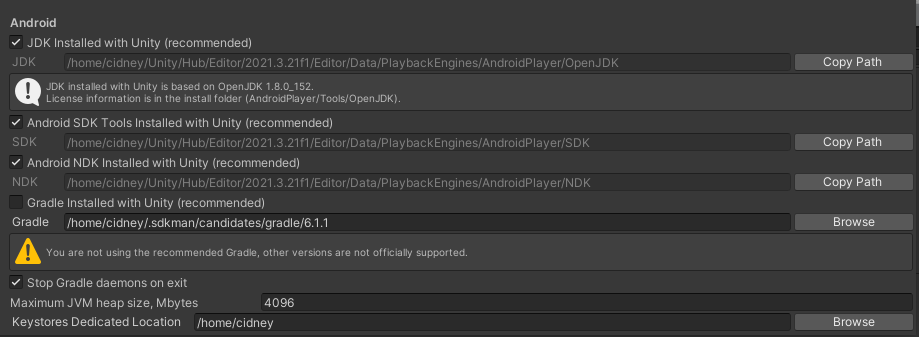 Android
JDK Installed with Unity (recommended)
JDK /home/cidney/Unity/Hub/Editor/2021.3.21f1/Editor/Data/PlaybackEngines/AndroidPlayer/OpenJDK Copy Path
JDK installed with Unity is based on OpenJDK 1.8.0_152.
License information is in the install folder (AndroidPlayer/Tools/OpenJDK).
Android SDK Tools Installed with Unity (recommended)
SDK /home/cidney/Unity/Hub/Editor/2021.3.21f1/Editor/Data/PlaybackEngines/AndroidPlayer/SDK Copy Path
Android NDK Installed with Unity (recommended)
NDK /home/cidney/Unity/Hub/Editor/2021.3.21f1/Editor/Data/PlaybackEngines/AndroidPlayer/NDK Copy Path
Gradle Installed with Unity (recommended)
Gradle /home/cidney/.sdkman/candidates/gradle/6.1.1 Browse
You are not using the recommended Gradle, other versions are not officially supported.
Stop Gradle daemons on exit
Maximum JVM heap size, Mbytes 4096
Keystores Dedicated Location /home/cidney Browse